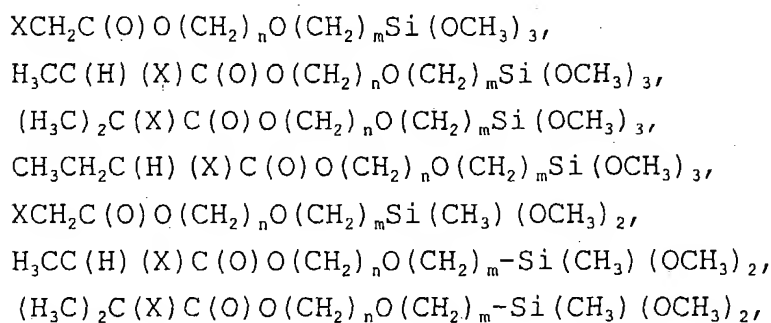 XCH₂C(O)O(CH₂)ₙO(CH₂)ₘSi(OCH₃)₃,
H₃CC(H)(X)C(O)O(CH₂)ₙO(CH₂)ₘSi(OCH₃)₃,
(H₃C)₂C(X)C(O)O(CH₂)ₙO(CH₂)ₘSi(OCH₃)₃,
CH₃CH₂C(H)(X)C(O)O(CH₂)ₙO(CH₂)ₘSi(OCH₃)₃,
XCH₂C(O)O(CH₂)ₙO(CH₂)ₘSi(CH₃)(OCH₃)₂,
H₃CC(H)(X)C(O)O(CH₂)ₙO(CH₂)ₘ-Si(CH₃)(OCH₃)₂,
(H₃C)₂C(X)C(O)O(CH₂)ₙO(CH₂)ₘ-Si(CH₃)(OCH₃)₂,